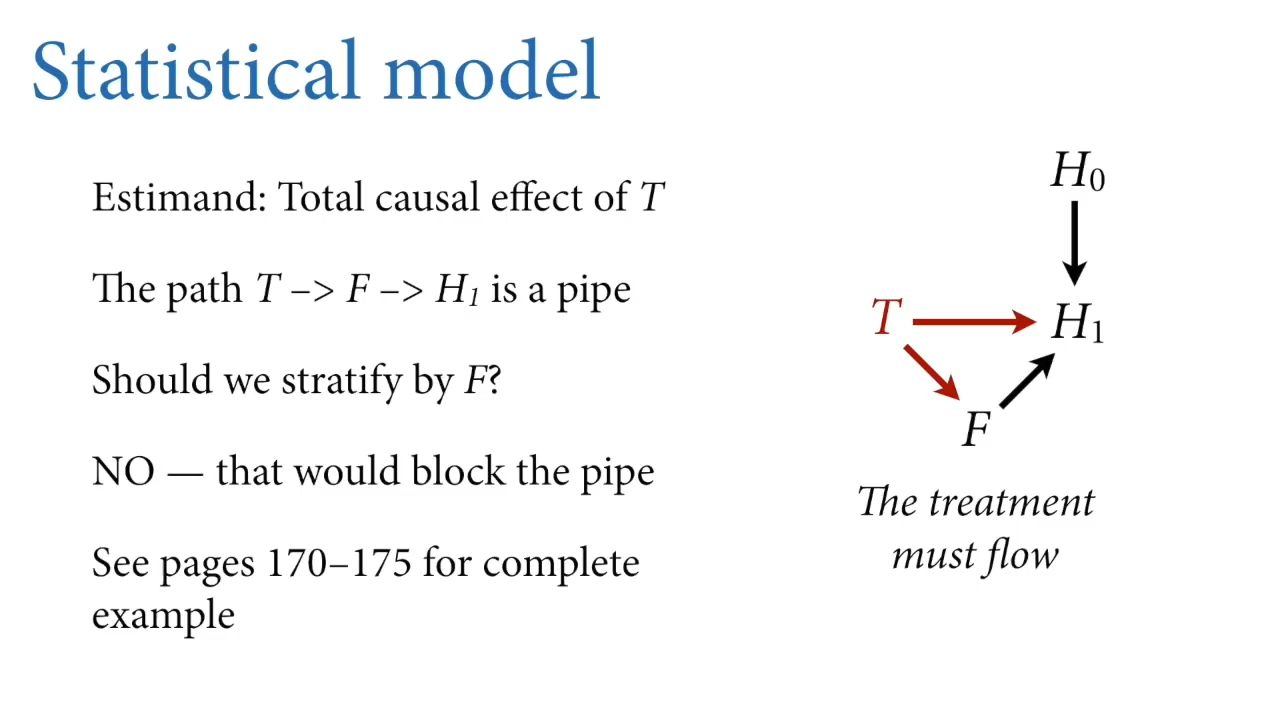 Statistical model
Estimand: Total causal effect of T
The path T –> F –> H₁ is a pipe
Should we stratify by F?
NO — that would block the pipe
See pages 170–175 for complete
example
H₀
T
H₁
F
The treatment
must flow